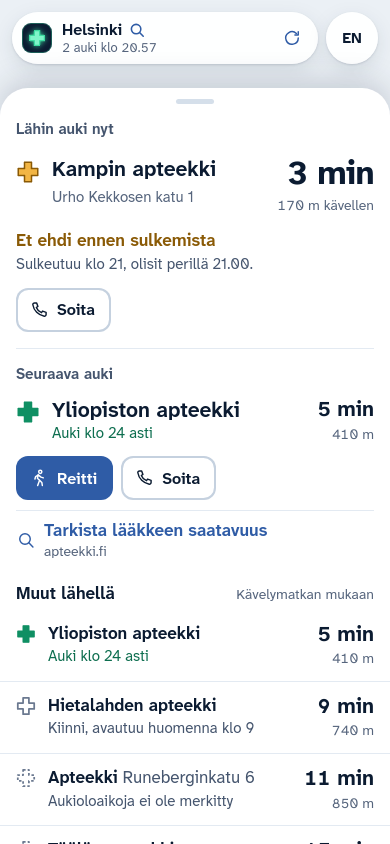 Helsinki
2 auki klo 20.57
EN
Lähin auki nyt
Kampin apteekki
3 min
Urho Kekkosen katu 1
170 m kävellen
Et ehdi ennen sulkemista
Sulkeutuu klo 21, olisit perillä 21.00.
Soita
Seuraava auki
Yliopiston apteekki
5 min
Auki klo 24 asti
410 m
Reitti
Soita
Tarkista lääkkeen saatavuus
apteekki.fi
Muut lähellä
Kävelymatkan mukaan
Yliopiston apteekki
5 min
Auki klo 24 asti
410 m
Hietalahden apteekki
9 min
Kiinni, avautuu huomenna klo 9
740 m
Apteekki Runeberginkatu 6
11 min
Aukioloaikoja ei ole merkitty
850 m